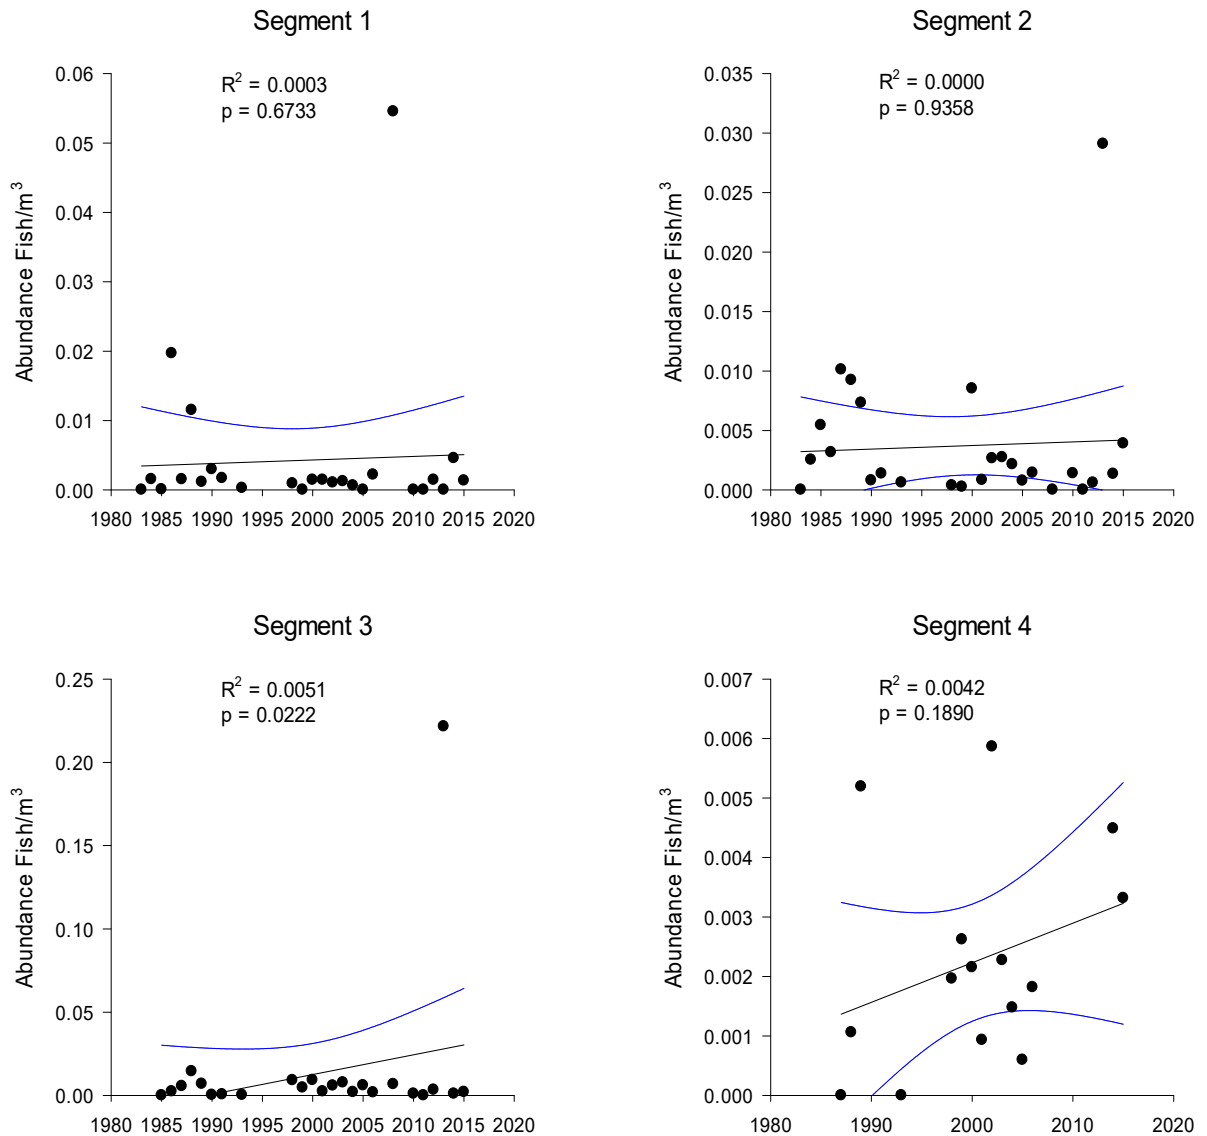 Segment 1
R² = 0.0003
p = 0.6733
Abundance Fish/m³
0.06
0.05
0.04
0.03
0.02
0.01
0.00
1980 1985 1990 1995 2000 2005 2010 2015 2020
Segment 2
R² = 0.0000
p = 0.9358
Abundance Fish/m³
0.035
0.030
0.025
0.020
0.015
0.010
0.005
0.000
1980 1985 1990 1995 2000 2005 2010 2015 2020
Segment 3
R² = 0.0051
p = 0.0222
Abundance Fish/m³
0.25
0.20
0.15
0.10
0.05
0.00
1980 1985 1990 1995 2000 2005 2010 2015 2020
Segment 4
R² = 0.0042
p = 0.1890
Abundance Fish/m³
0.007
0.006
0.005
0.004
0.003
0.002
0.001
0.000
1980 1990 2000 2010 2020